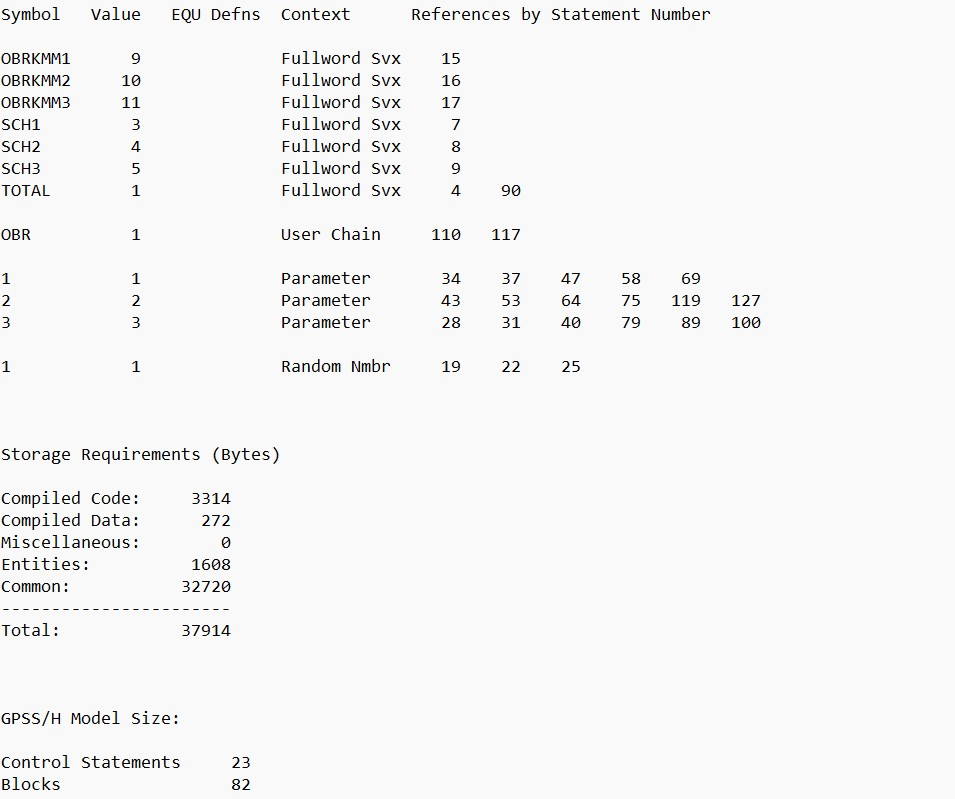 Symbol   Value   EQU Defns  Context      References by Statement Number
OBRKMM1      9              Fullword Svx    15
OBRKMM2     10              Fullword Svx    16
OBRKMM3     11              Fullword Svx    17
SCH1         3              Fullword Svx     7
SCH2         4              Fullword Svx     8
SCH3         5              Fullword Svx     9
TOTAL        1              Fullword Svx     4    90
OBR          1              User Chain     110   117
1            1              Parameter       34    37    47    58    69
2            2              Parameter       43    53    64    75   119   127
3            3              Parameter       28    31    40    79    89   100
1            1              Random Nmbr     19    22    25
Storage Requirements (Bytes)
Compiled Code:     3314
Compiled Data:      272
Miscellaneous:        0
Entities:          1608
Common:           32720
-----------------------
Total:            37914
GPSS/H Model Size:
Control Statements     23
Blocks                 82